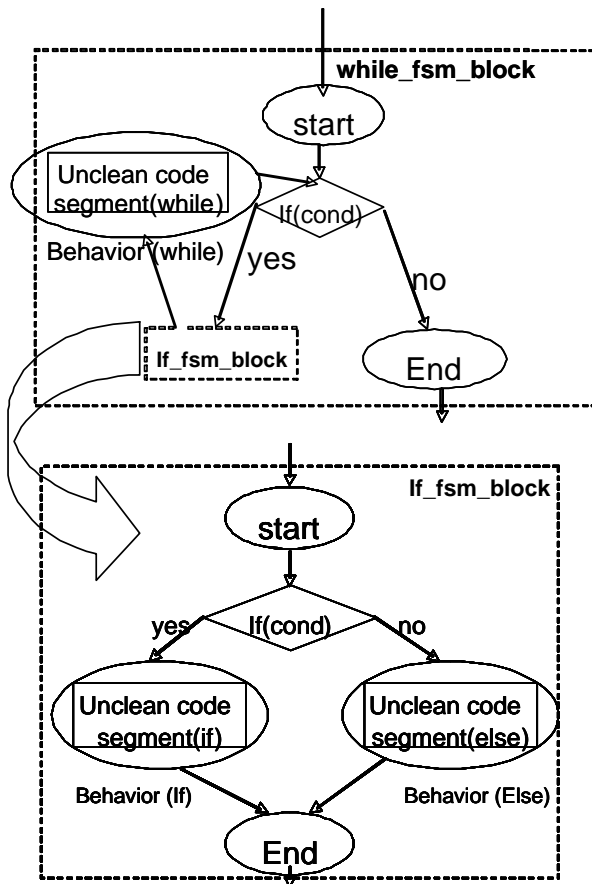 while_fsm_block
start
Unclean code
segment(while)
If(cond)
Behavior (while)
yes
no
If_fsm_block
End
If_fsm_block
start
yes
If(cond)
no
Unclean code
segment(if)
Unclean code
segment(else)
Behavior (If)
Behavior (Else)
End